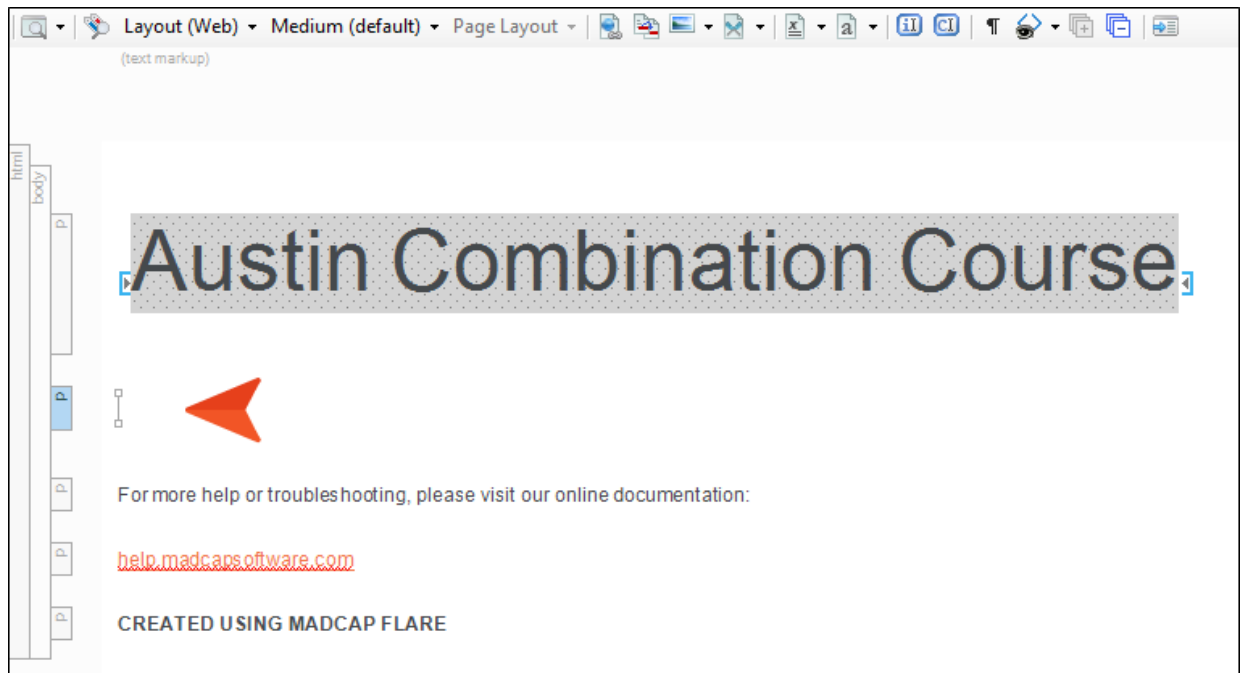 Layout (Web) Medium (default) Page Layout
(text markup)
html
body
p
Austin Combination Course
p
p
For more help or troubleshooting, please visit our online documentation:
p
help.madcapsoftware.com
p
CREATED USING MADCAP FLARE